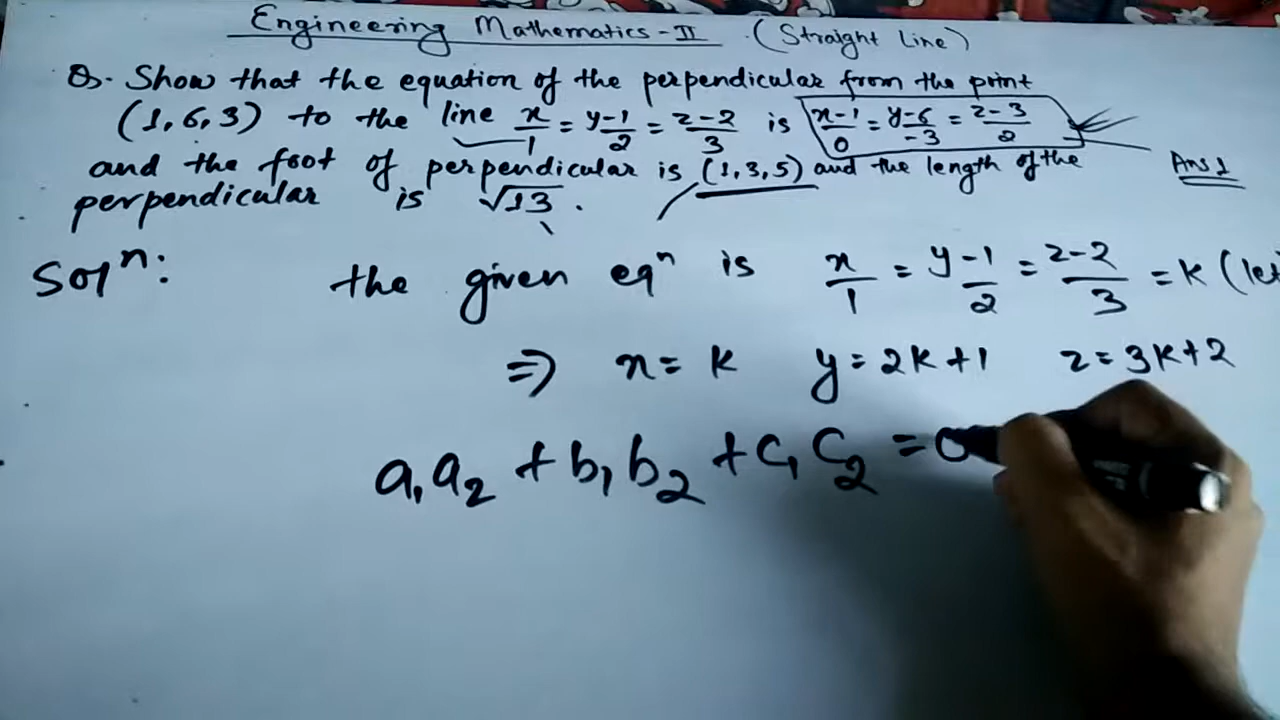 Engineering Mathematics-II (Straight Line)
Q. Show that the equation of the perpendicular from the point
(1,6,3) to the line x/1 = y-1/2 = z-2/3 is x-1/0 = y-6/-3 = z-3/2
and the foot of perpendicular is (1,3,5) and the length of the Ans 1
perpendicular is √13.
Solⁿ: the given eqⁿ is x/1 = y-1/2 = z-2/3 = k (let
⇒ x = k y = 2k+1 z = 3k+2
a₁a₂ + b₁b₂ + c₁c₂ = 0